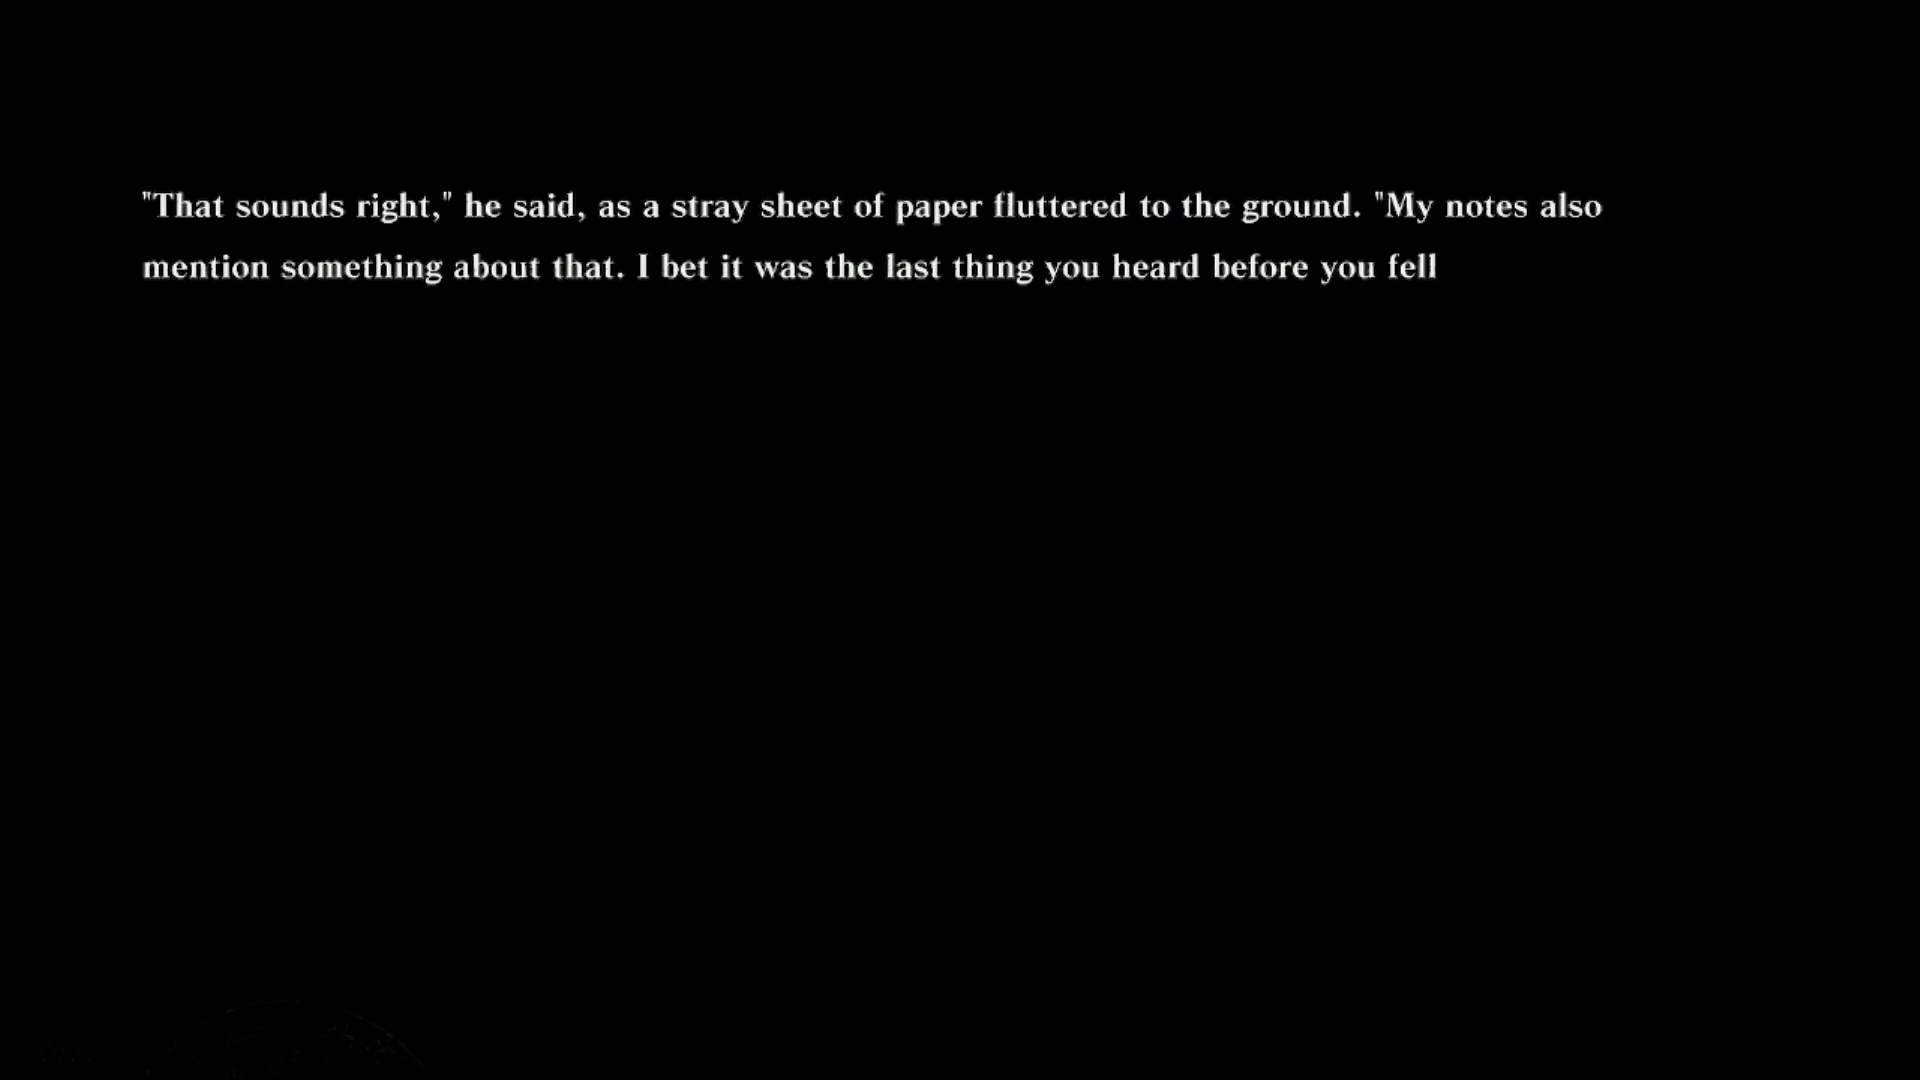 "That sounds right," he said, as a stray sheet of paper fluttered to the ground. "My notes also
mention something about that. I bet it was the last thing you heard before you fell